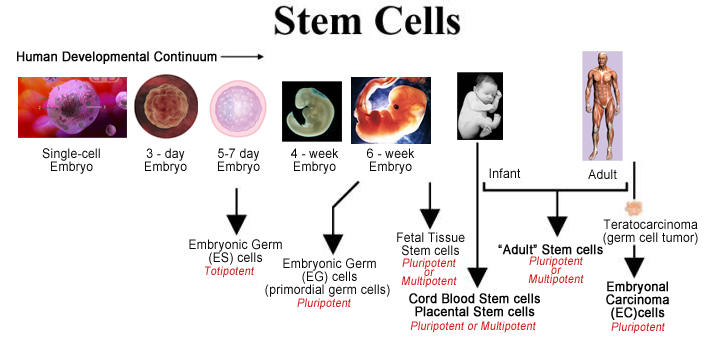 Stem Cells
Human Developmental Continuum
Single-cell
Embryo
3 - day
Embryo
5-7 day
Embryo
4 - week
Embryo
6 - week
Embryo
Infant
Adult
Embryonic Germ
(ES) cells
Totipotent
Embryonic Germ
(EG) cells
(primordial germ cells)
Pluripotent
Fetal Tissue
Stem cells
Pluripotent
or
Multipotent
Cord Blood Stem cells
Placental Stem cells
Pluripotent or Multipotent
“Adult” Stem cells
Pluripotent
or
Multipotent
Teratocarcinoma
(germ cell tumor)
Embryonal
Carcinoma
(EC)cells
Pluripotent